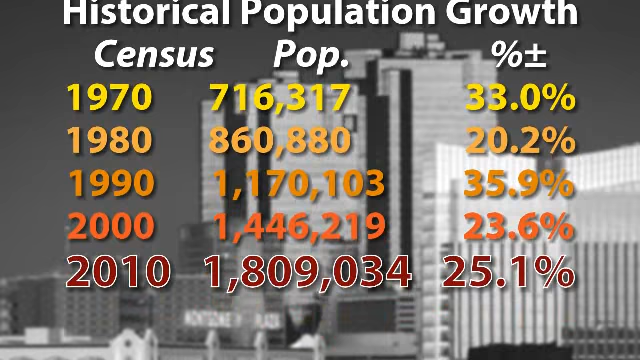 Historical Population Growth
Census Pop. %±
1970 716,317 33.0%
1980 860,880 20.2%
1990 1,170,103 35.9%
2000 1,446,219 23.6%
2010 1,809,034 25.1%
PLAZA